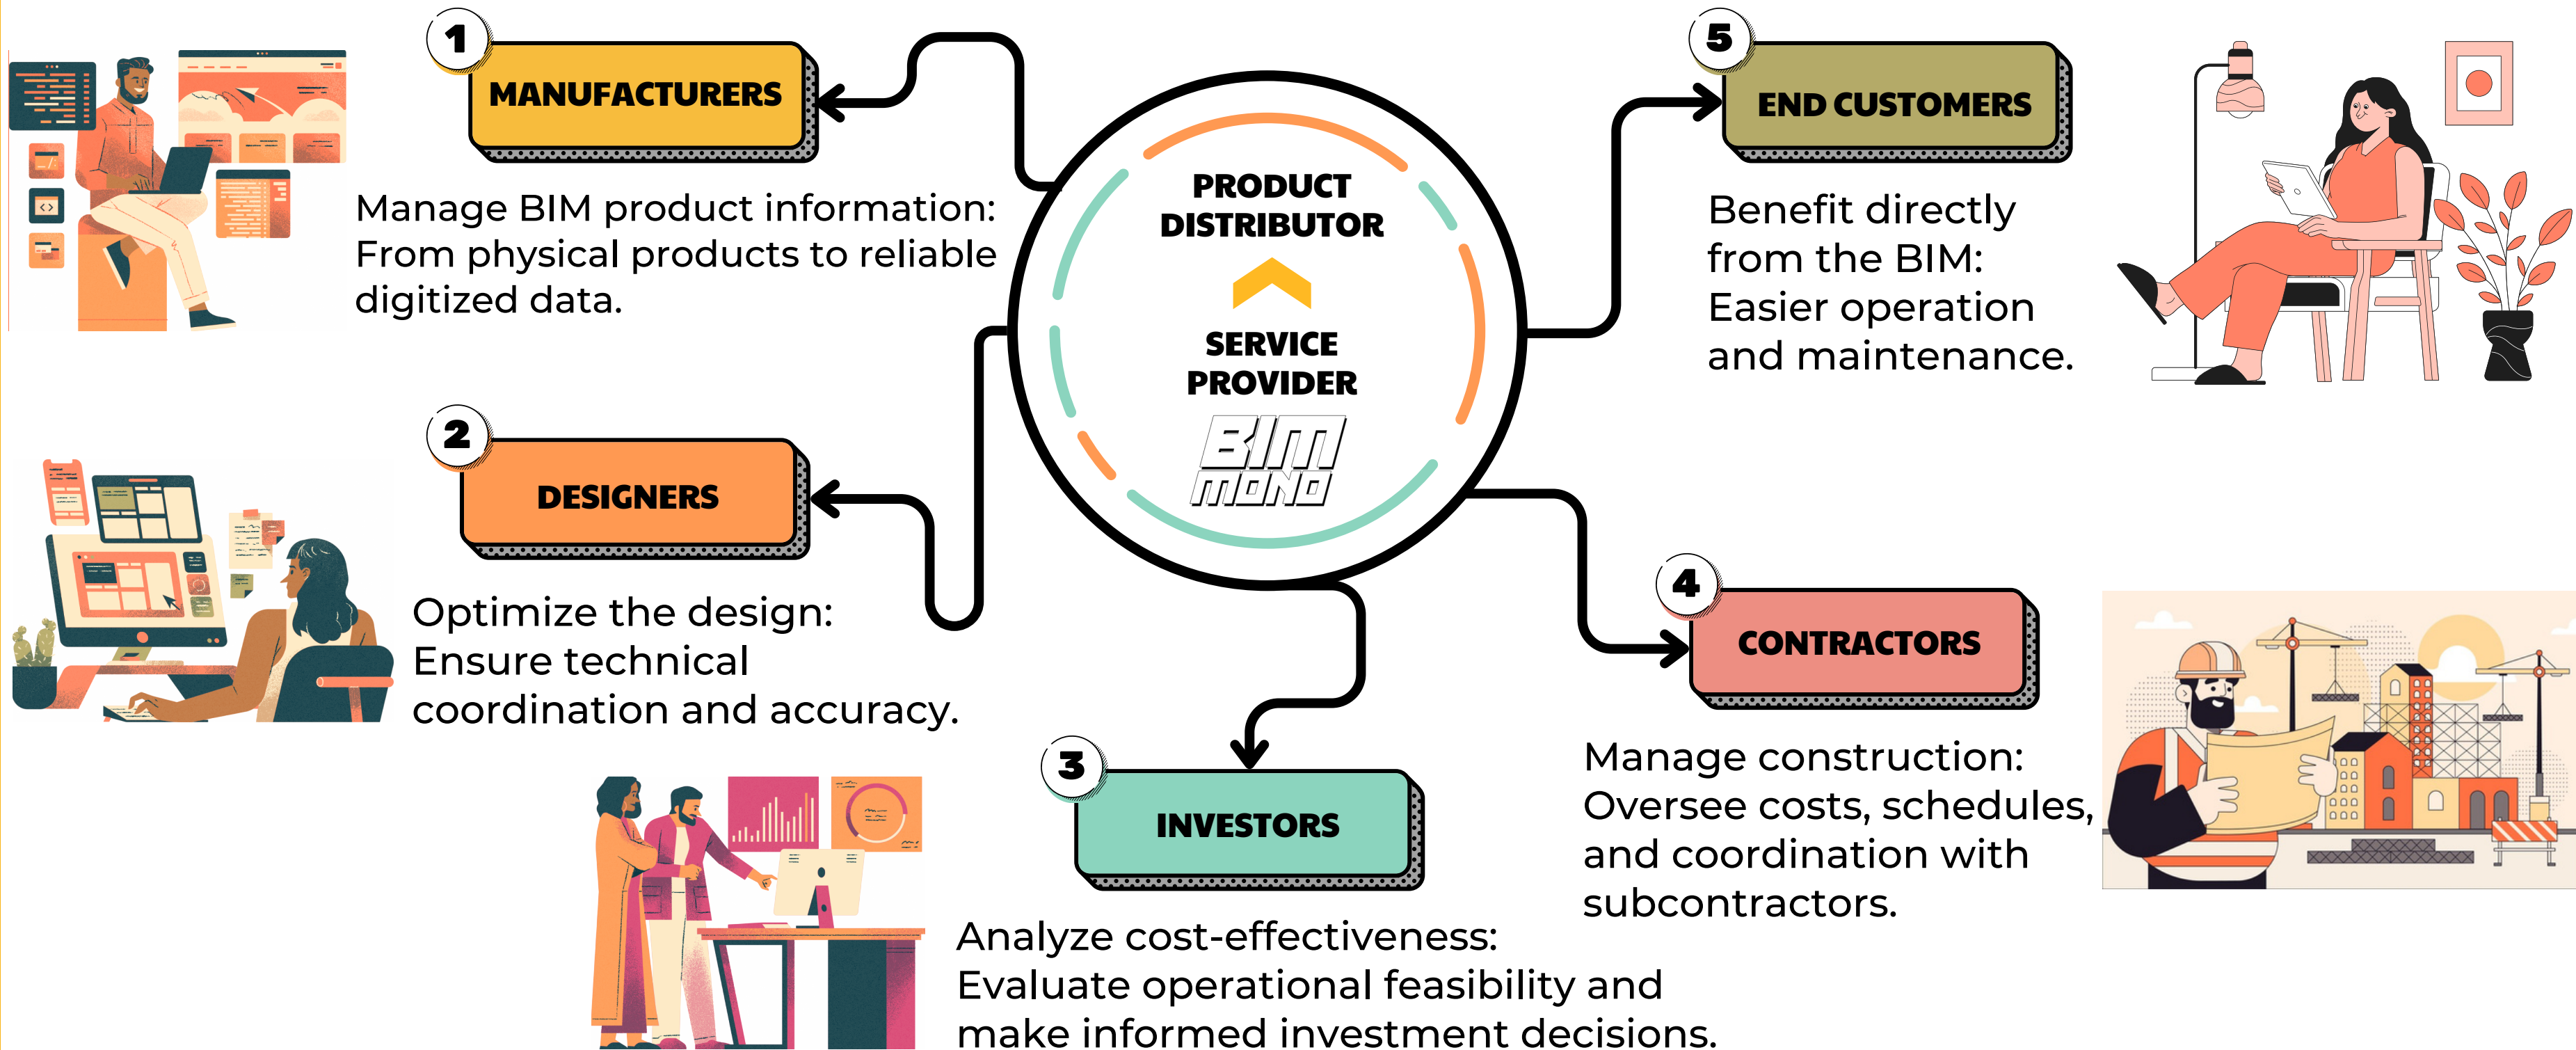 1
MANUFACTURERS
Manage BIM product information:
From physical products to reliable
digitized data.
2
DESIGNERS
Optimize the design:
Ensure technical
coordination and accuracy.
PRODUCT
DISTRIBUTOR
SERVICE
PROVIDER
BIM
MONO
3
INVESTORS
Analyze cost-effectiveness:
Evaluate operational feasibility and
make informed investment decisions.
4
CONTRACTORS
Manage construction:
Oversee costs, schedules,
and coordination with
subcontractors.
5
END CUSTOMERS
Benefit directly
from the BIM:
Easier operation
and maintenance.